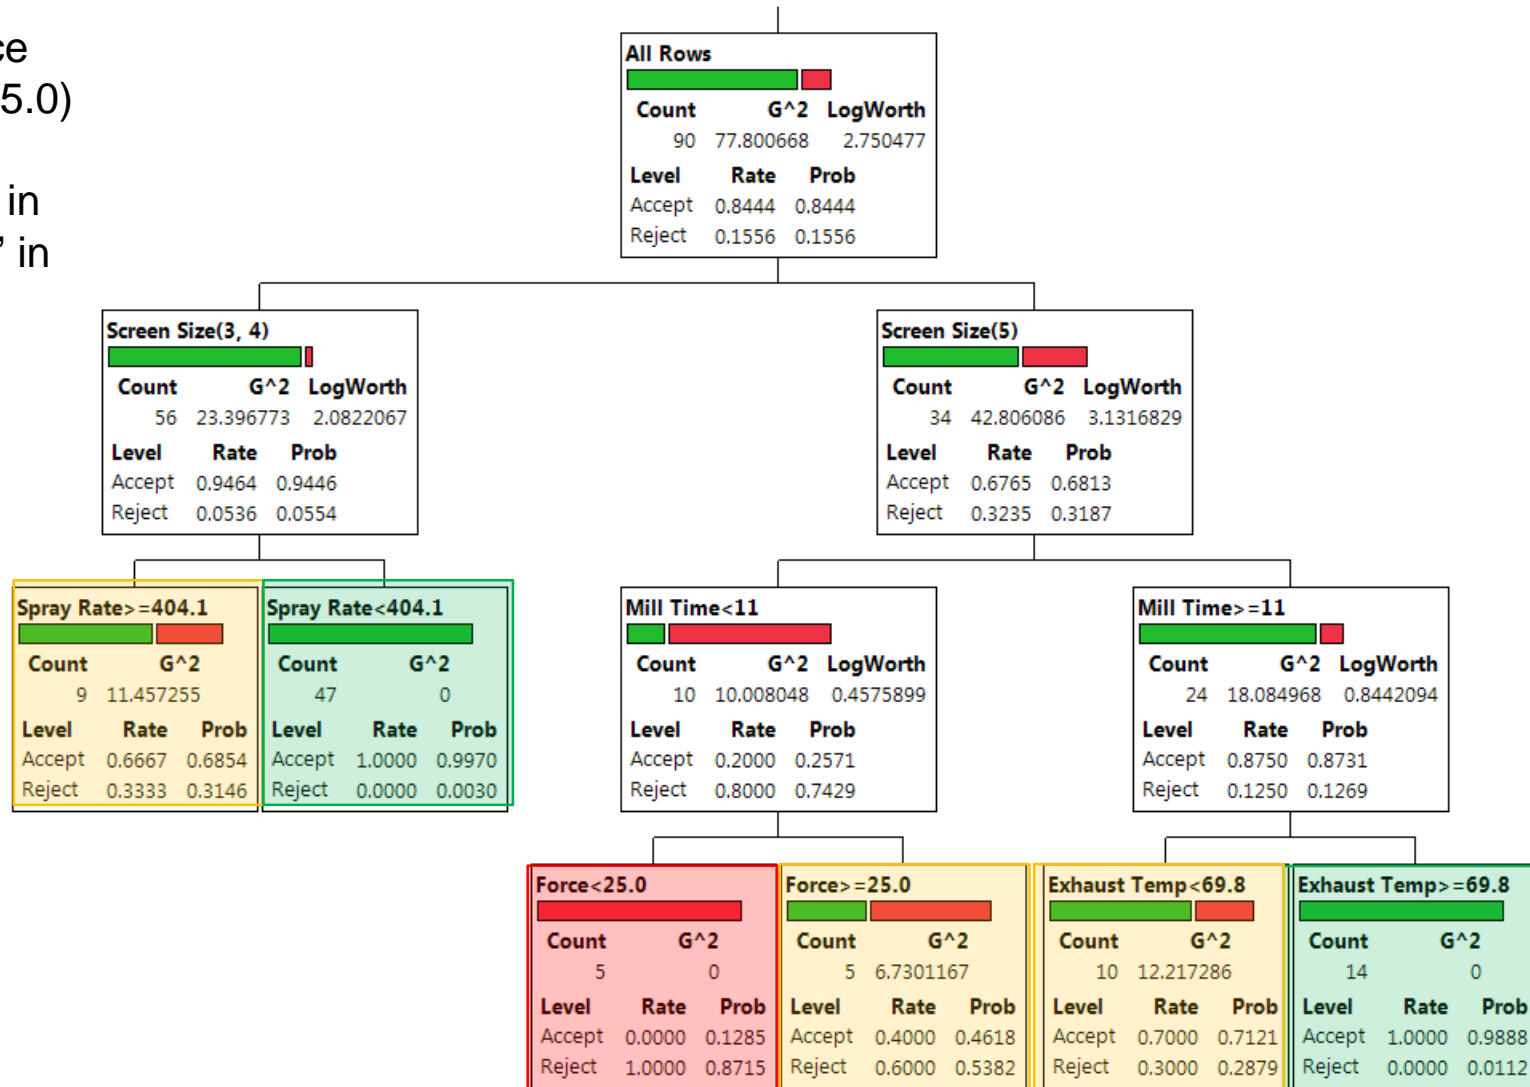 ce
5.0)
in
’ in
All Rows
Count G^2 LogWorth
90 77.800668 2.750477
Level Rate Prob
Accept 0.8444 0.8444
Reject 0.1556 0.1556
Screen Size(3, 4)
Count G^2 LogWorth
56 23.396773 2.0822067
Level Rate Prob
Accept 0.9464 0.9446
Reject 0.0536 0.0554
Screen Size(5)
Count G^2 LogWorth
34 42.806086 3.1316829
Level Rate Prob
Accept 0.6765 0.6813
Reject 0.3235 0.3187
Spray Rate>=404.1
Count G^2
9 11.457255
Level Rate Prob
Accept 0.6667 0.6854
Reject 0.3333 0.3146
Spray Rate<404.1
Count G^2
47 0
Level Rate Prob
Accept 1.0000 0.9970
Reject 0.0000 0.0030
Mill Time<11
Count G^2 LogWorth
10 10.008048 0.4575899
Level Rate Prob
Accept 0.2000 0.2571
Reject 0.8000 0.7429
Mill Time>=11
Count G^2 LogWorth
24 18.084968 0.8442094
Level Rate Prob
Accept 0.8750 0.8731
Reject 0.1250 0.1269
Force<25.0
Count G^2
5 0
Level Rate Prob
Accept 0.0000 0.1285
Reject 1.0000 0.8715
Force>=25.0
Count G^2
5 6.7301167
Level Rate Prob
Accept 0.4000 0.4618
Reject 0.6000 0.5382
Exhaust Temp<69.8
Count G^2
10 12.217286
Level Rate Prob
Accept 0.7000 0.7121
Reject 0.3000 0.2879
Exhaust Temp>=69.8
Count G^2
14 0
Level Rate Prob
Accept 1.0000 0.9888
Reject 0.0000 0.0112